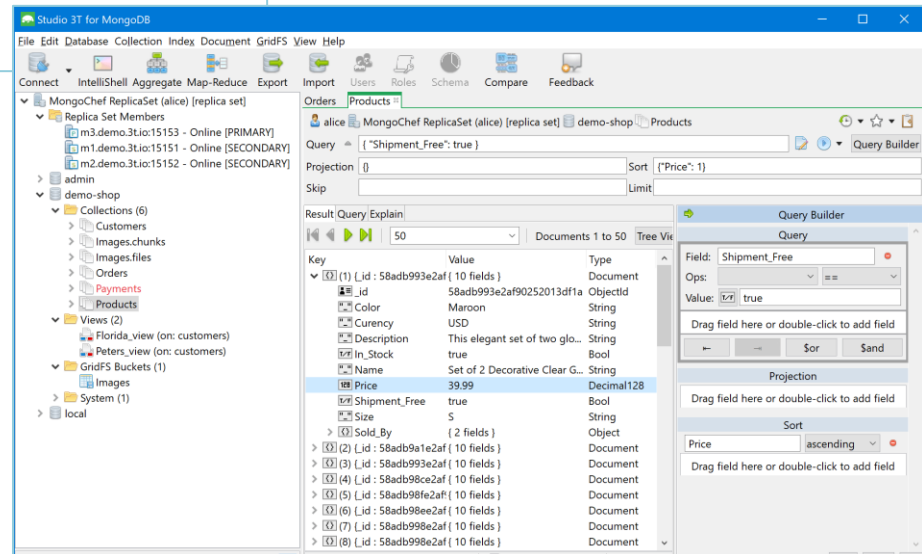 Studio 3T for MongoDB
File Edit Database Collection Index Document GridFS View Help
Connect IntelliShell Aggregate Map-Reduce Export Import Users Roles Schema Compare Feedback
MongoChef ReplicaSet (alice) [replica set]
Replica Set Members
m3.demo.3t.io:15153 - Online [PRIMARY]
m1.demo.3t.io:15151 - Online [SECONDARY]
m2.demo.3t.io:15152 - Online [SECONDARY]
admin
demo-shop
Collections (6)
Customers
Images.chunks
Images.files
Orders
Payments
Products
Views (2)
Florida_view (on: customers)
Peters_view (on: customers)
GridFS Buckets (1)
Images
System (1)
local
Orders Products
alice MongoChef ReplicaSet (alice) [replica set] demo-shop Products
Query { "Shipment_Free": true } Query Builder
Projection {} Sort {"Price": 1}
Skip Limit
Result Query Explain
50 Documents 1 to 50 Tree Vie
Key Value Type
(1) {_id : 58adb993e2af { 10 fields } Document
_id 58adb993e2af90252013df1a ObjectId
Color Maroon String
Curency USD String
Description This elegant set of two glo... String
In_Stock true Bool
Name Set of 2 Decorative Clear G... String
Price 39.99 Decimal128
Shipment_Free true Bool
Size S String
Sold_By { 2 fields } Object
(2) {_id : 58adb9a1e2af { 10 fields } Document
(3) {_id : 58adb993e2af { 10 fields } Document
(4) {_id : 58adb98ce2af { 10 fields } Document
(5) {_id : 58adb98fe2af { 10 fields } Document
(6) {_id : 58adb98ee2af { 10 fields } Document
(7) {_id : 58adb998e2af { 10 fields } Document
(8) {_id : 58adb998e2af { 10 fields } Document
Query Builder
Query
Field: Shipment_Free
Ops: ==
Value: T/F true
Drag field here or double-click to add field
$or $and
Projection
Drag field here or double-click to add field
Sort
Price ascending
Drag field here or double-click to add field